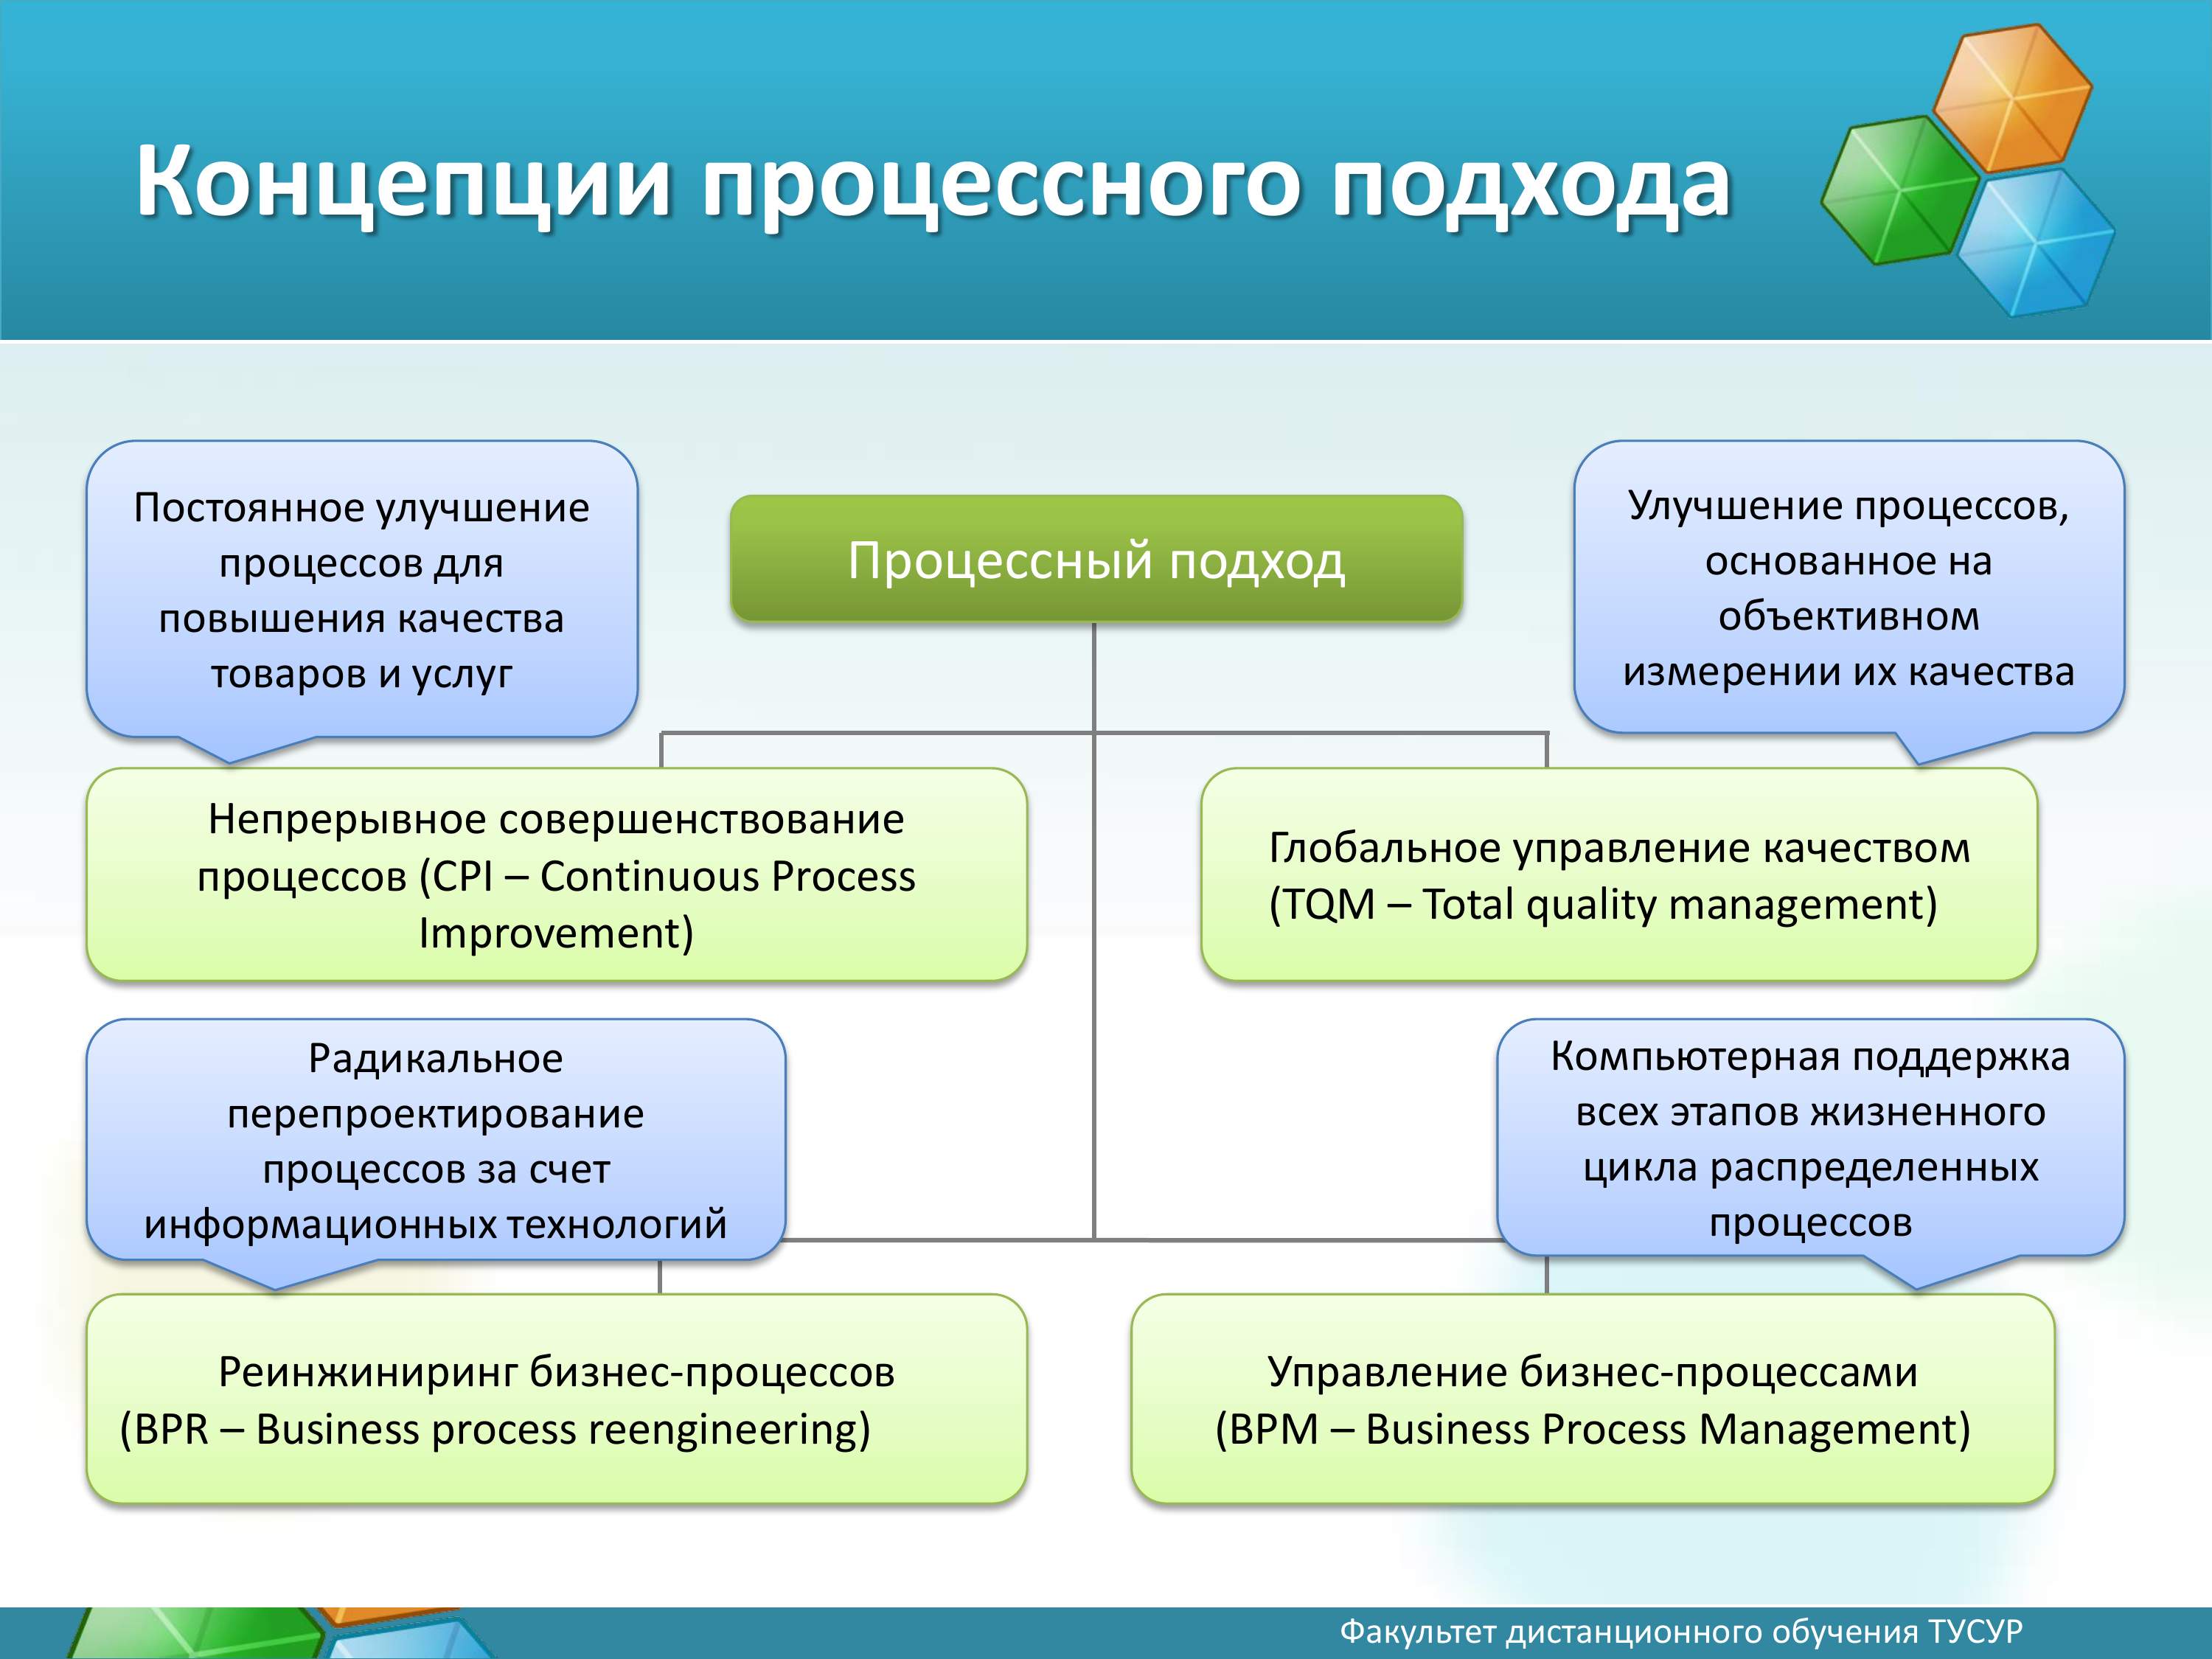 Концепции процессного подхода
Постоянное улучшение
процессов для
повышения качества
товаров и услуг
Процессный подход
Улучшение процессов,
основанное на
объективном
измерении их качества
Непрерывное совершенствование
процессов (CPI – Continuous Process
Improvement)
Глобальное управление качеством
(TQM – Total quality management)
Радикальное
перепроектирование
процессов за счет
информационных технологий
Компьютерная поддержка
всех этапов жизненного
цикла распределенных
процессов
Реинжиниринг бизнес-процессов
(BPR – Business process reengineering)
Управление бизнес-процессами
(BPM – Business Process Management)
Факультет дистанционного обучения ТУСУР